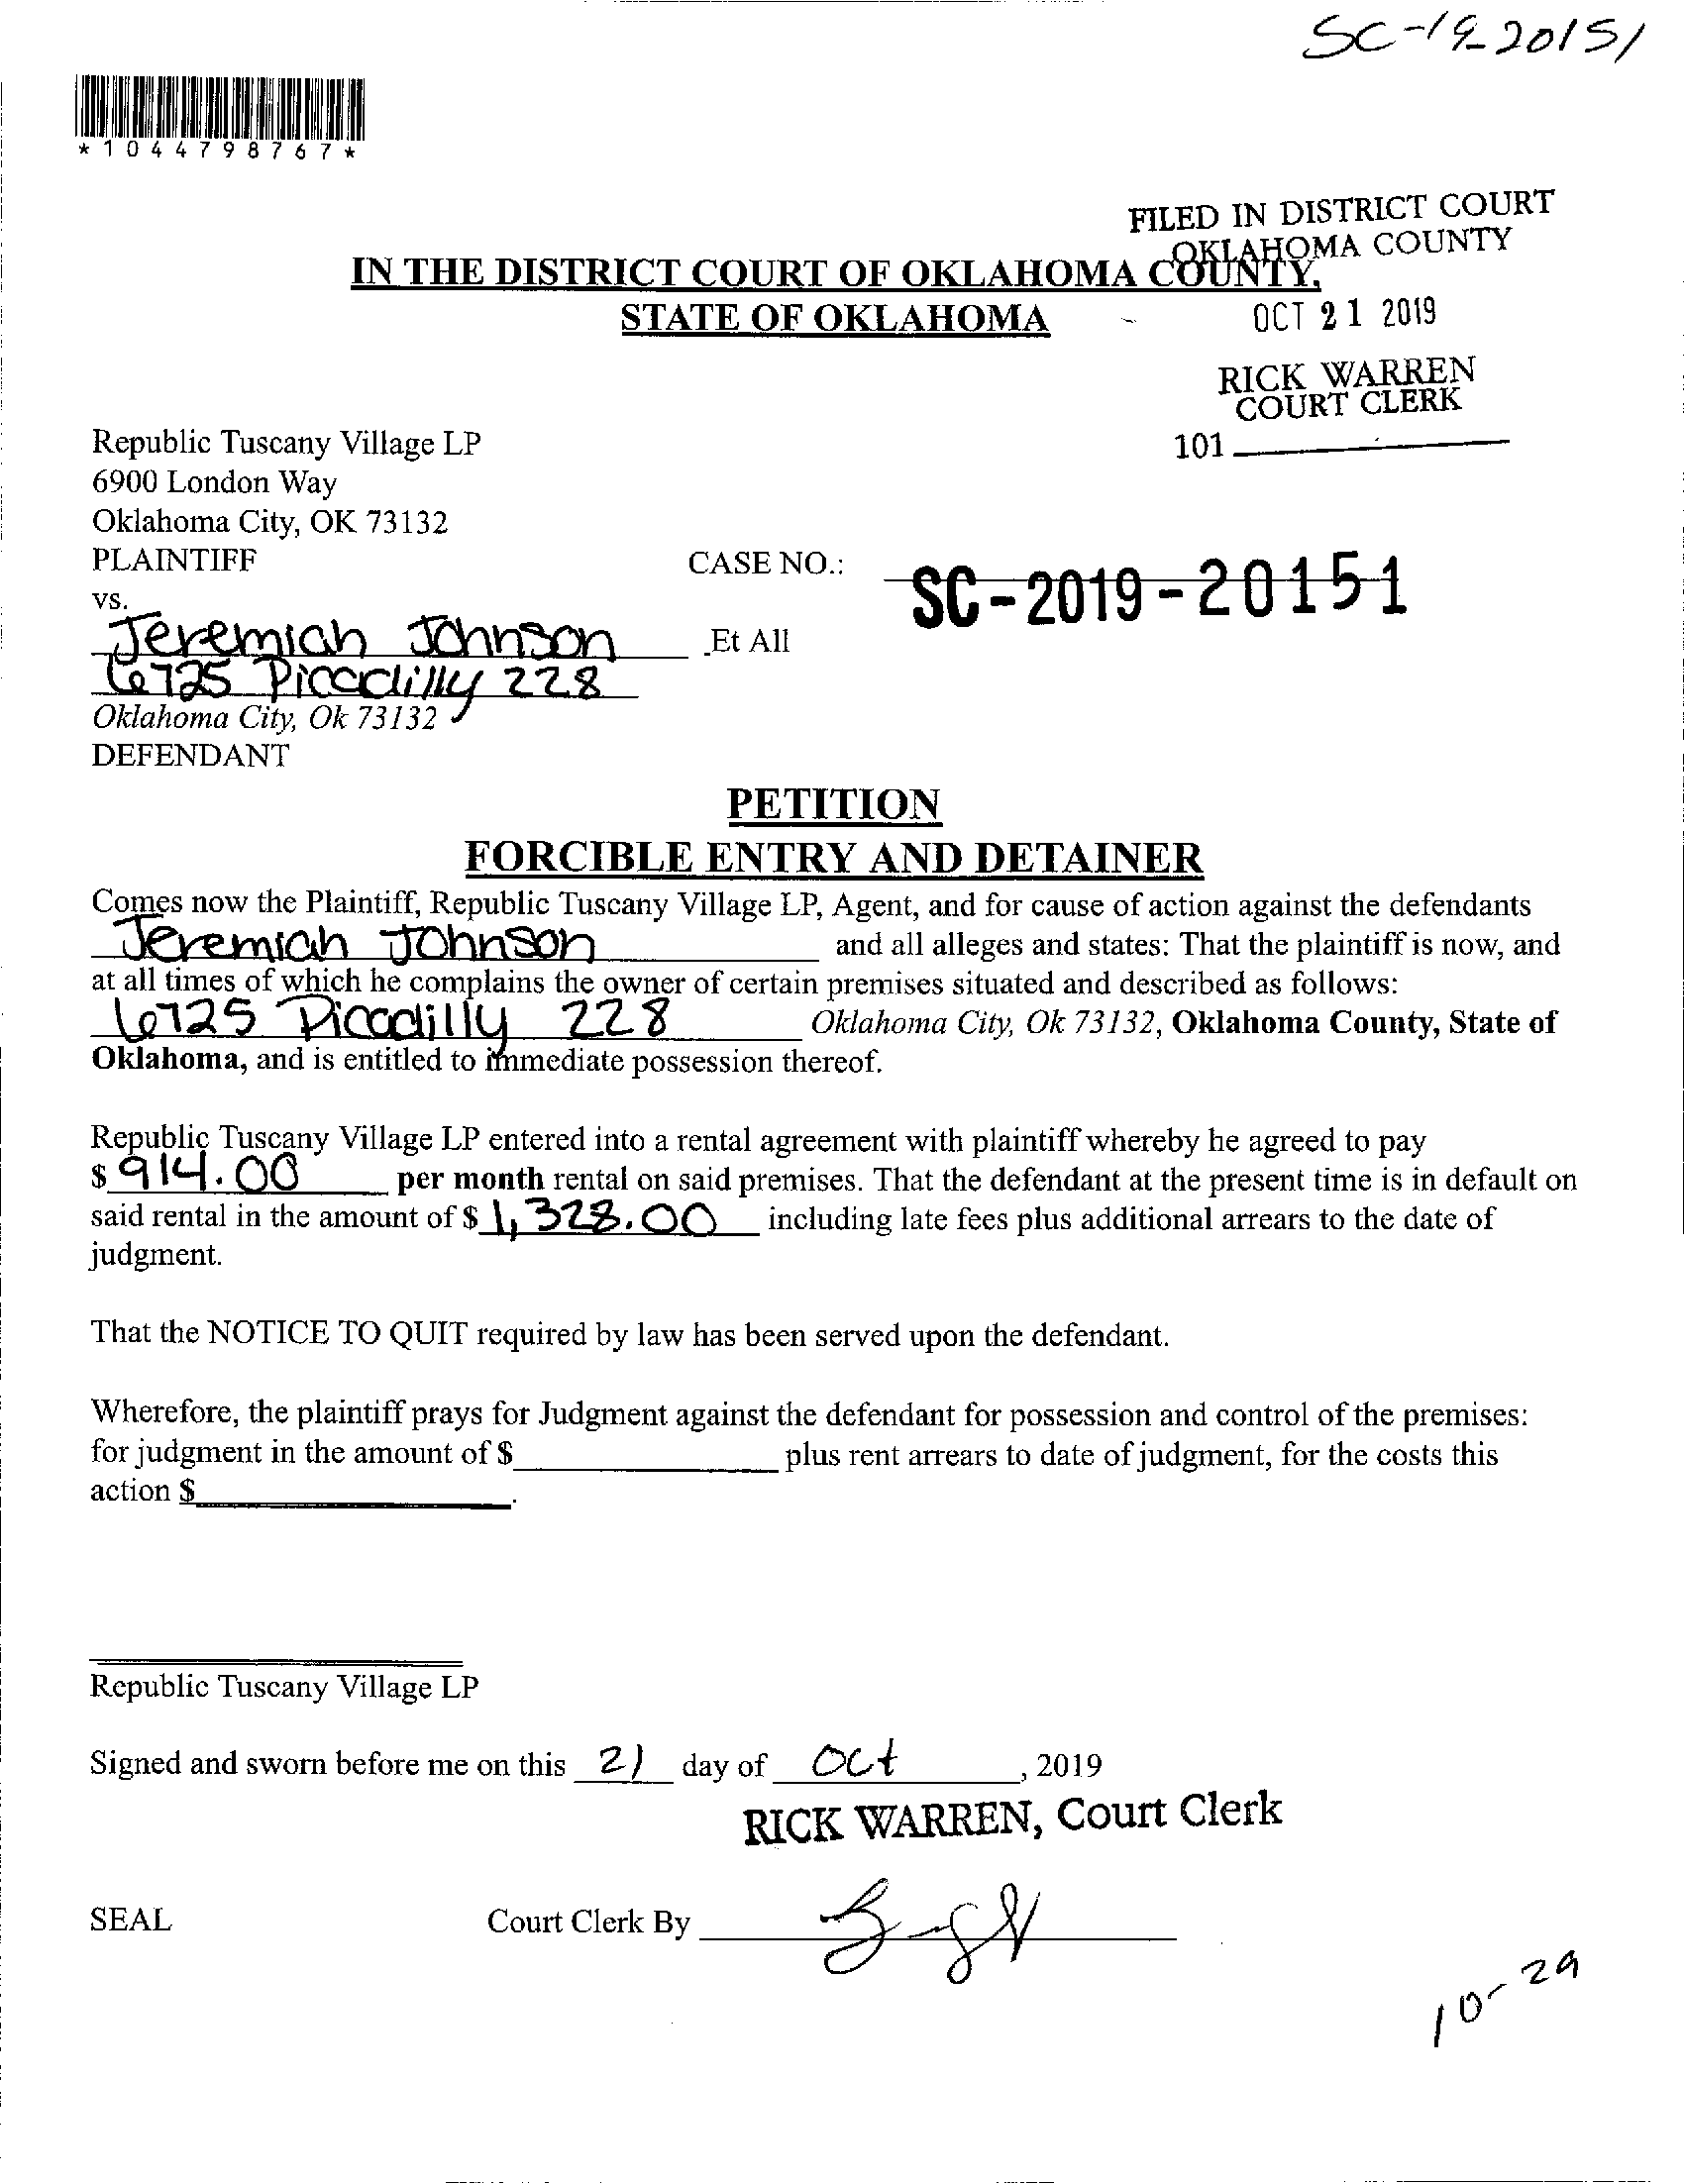 SC-19-20151
*1044798767*
FILED IN DISTRICT COURT
OKLAHOMA COUNTY
IN THE DISTRICT COURT OF OKLAHOMA COUNTY,
STATE OF OKLAHOMA
OCT 21 2019
RICK WARREN
COURT CLERK
101
Republic Tuscany Village LP
6900 London Way
Oklahoma City, OK 73132
PLAINTIFF
CASE NO.: SC-2019-20151
vs.
Jeremiah Johnson Et All
6725 Picadilly 228
Oklahoma City, Ok 73132
DEFENDANT
PETITION
FORCIBLE ENTRY AND DETAINER
Comes now the Plaintiff, Republic Tuscany Village LP, Agent, and for cause of action against the defendants
Jeremiah Johnson and all alleges and states: That the plaintiff is now, and
at all times of which he complains the owner of certain premises situated and described as follows:
6725 Picadilly 228 Oklahoma City, Ok 73132, Oklahoma County, State of
Oklahoma, and is entitled to immediate possession thereof.
Republic Tuscany Village LP entered into a rental agreement with plaintiff whereby he agreed to pay
$ 914.00 per month rental on said premises. That the defendant at the present time is in default on
said rental in the amount of $ 1,328.00 including late fees plus additional arrears to the date of
judgment.
That the NOTICE TO QUIT required by law has been served upon the defendant.
Wherefore, the plaintiff prays for Judgment against the defendant for possession and control of the premises:
for judgment in the amount of $ plus rent arrears to date of judgment, for the costs this
action $ .
Republic Tuscany Village LP
Signed and sworn before me on this 21 day of Oct, 2019
RICK WARREN, Court Clerk
SEAL Court Clerk By
10-29